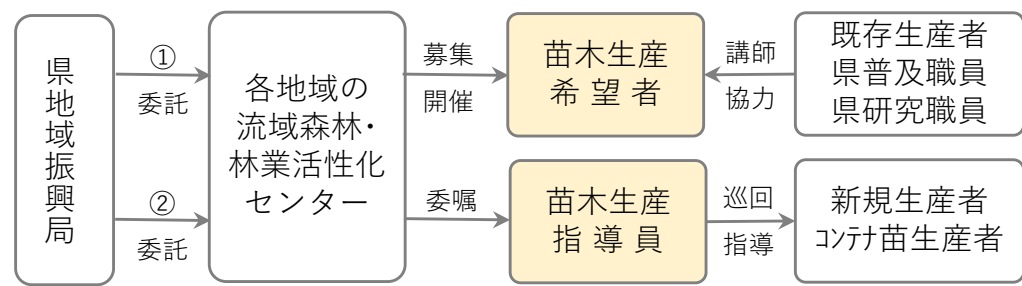 県地域振興局
①
委託
②
委託
各地域の
流域森林・
林業活性化
センター
募集
開催
苗木生産
希望者
講師
協力
既存生産者
県普及職員
県研究職員
委嘱
苗木生産
指導員
巡回
指導
新規生産者
ｺﾝﾃﾅ苗生産者